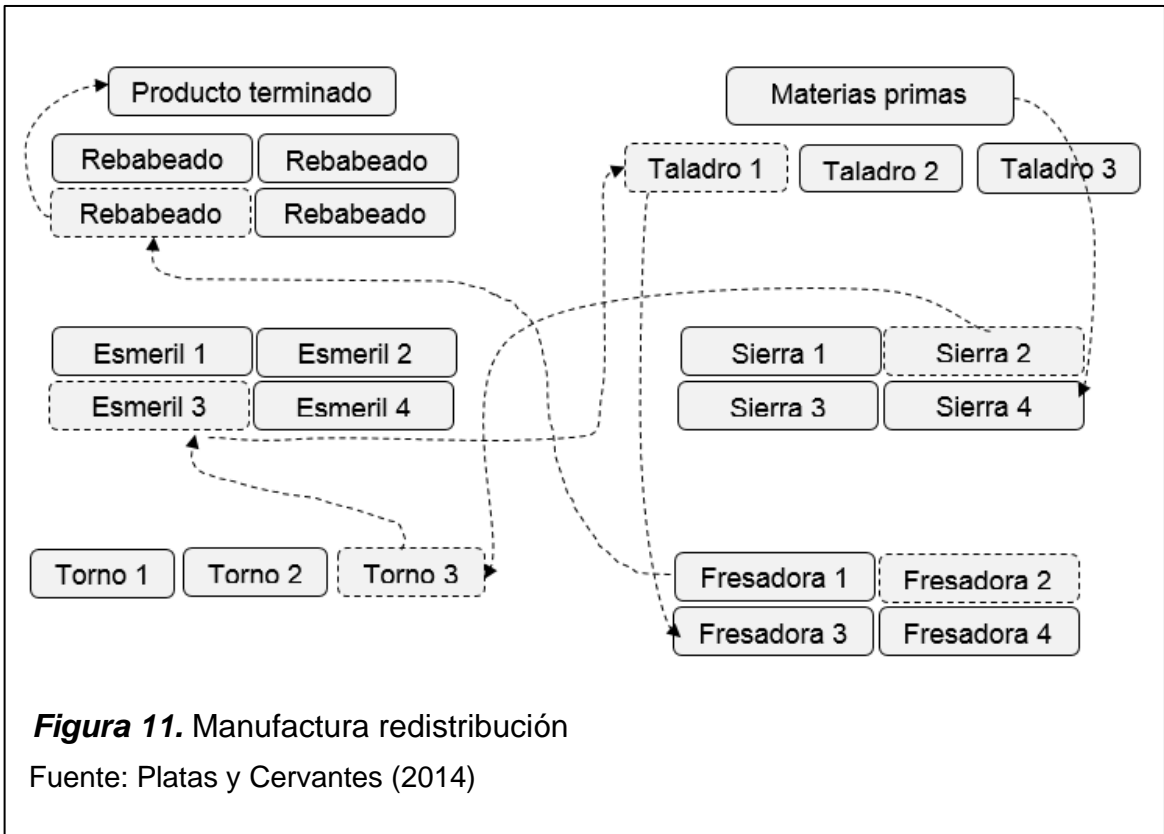 Producto terminado
Materias primas
Rebabeado Rebabeado
Taladro 1 Taladro 2 Taladro 3
Rebabeado Rebabeado
Esmeril 1 Esmeril 2
Sierra 1 Sierra 2
Esmeril 3 Esmeril 4
Sierra 3 Sierra 4
Torno 1 Torno 2 Torno 3
Fresadora 1 Fresadora 2
Fresadora 3 Fresadora 4
Figura 11. Manufactura redistribución
Fuente: Platas y Cervantes (2014)